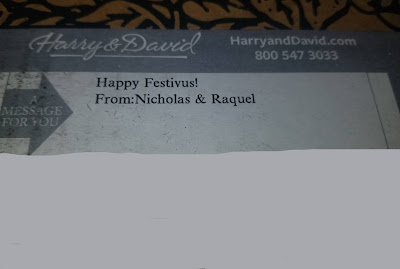 Harry & David
HarryandDavid.com
800 547 3033
MESSAGE
FOR YOU
Happy Festivus!
From:Nicholas & Raquel